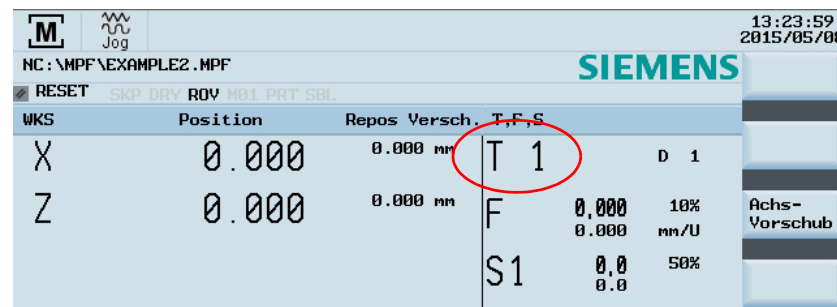 M Jog 13:23:59
2015/05/08
NC:\MPF\EXAMPLE2.MPF SIEMENS
RESET SKP DRY ROV M01 PRT SBL
WKS Position Repos Versch. T,F,S
X 0.000 0.000 mm T 1 D 1
Z 0.000 0.000 mm F 0,000 10%
0.000 mm/U
Achs-
Vorschub
S1 0,0 50%
0.0